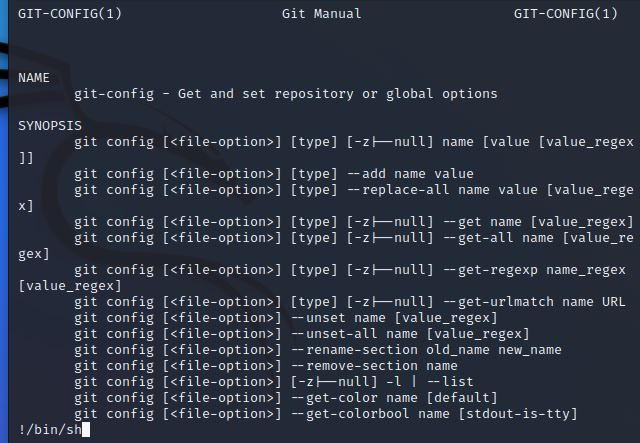 GIT-CONFIG(1) Git Manual GIT-CONFIG(1)
NAME
git-config - Get and set repository or global options
SYNOPSIS
git config [<file-option>] [type] [-z|--null] name [value [value_regex
]]
git config [<file-option>] [type] --add name value
git config [<file-option>] [type] --replace-all name value [value_rege
x]
git config [<file-option>] [type] [-z|--null] --get name [value_regex]
git config [<file-option>] [type] [-z|--null] --get-all name [value_re
gex]
git config [<file-option>] [type] [-z|--null] --get-regexp name_regex
[value_regex]
git config [<file-option>] [type] [-z|--null] --get-urlmatch name URL
git config [<file-option>] --unset name [value_regex]
git config [<file-option>] --unset-all name [value_regex]
git config [<file-option>] --rename-section old_name new_name
git config [<file-option>] --remove-section name
git config [<file-option>] [-z|--null] -l | --list
git config [<file-option>] --get-color name [default]
git config [<file-option>] --get-colorbool name [stdout-is-tty]
!/bin/sh